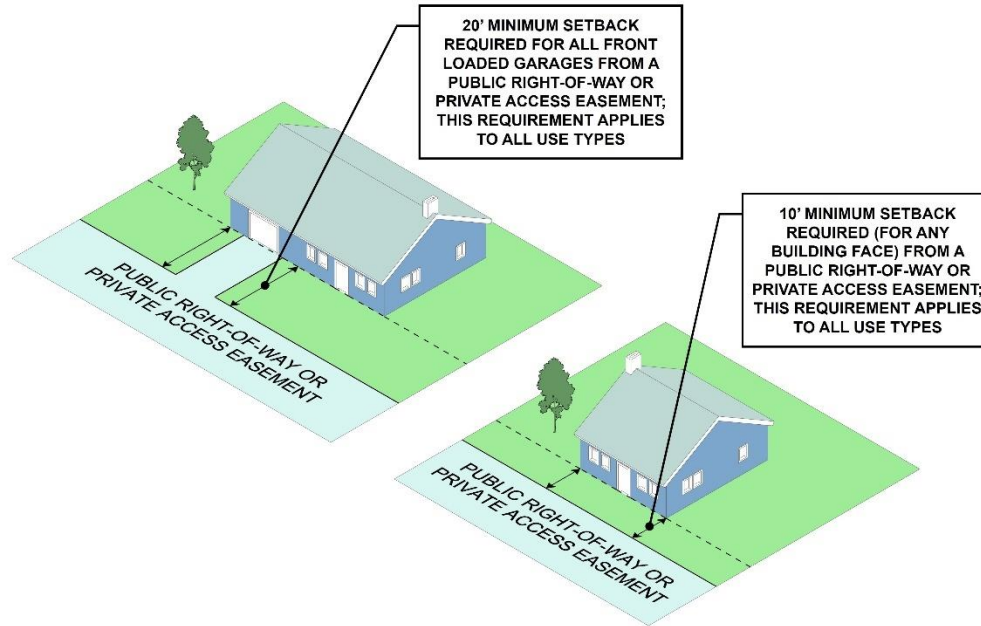 20’ MINIMUM SETBACK
REQUIRED FOR ALL FRONT
LOADED GARAGES FROM A
PUBLIC RIGHT-OF-WAY OR
PRIVATE ACCESS EASEMENT;
THIS REQUIREMENT APPLIES
TO ALL USE TYPES
10’ MINIMUM SETBACK
REQUIRED (FOR ANY
BUILDING FACE) FROM A
PUBLIC RIGHT-OF-WAY OR
PRIVATE ACCESS EASEMENT;
THIS REQUIREMENT APPLIES
TO ALL USE TYPES
PUBLIC RIGHT-OF-WAY OR
PRIVATE ACCESS EASEMENT
PUBLIC RIGHT-OF-WAY OR
PRIVATE ACCESS EASEMENT